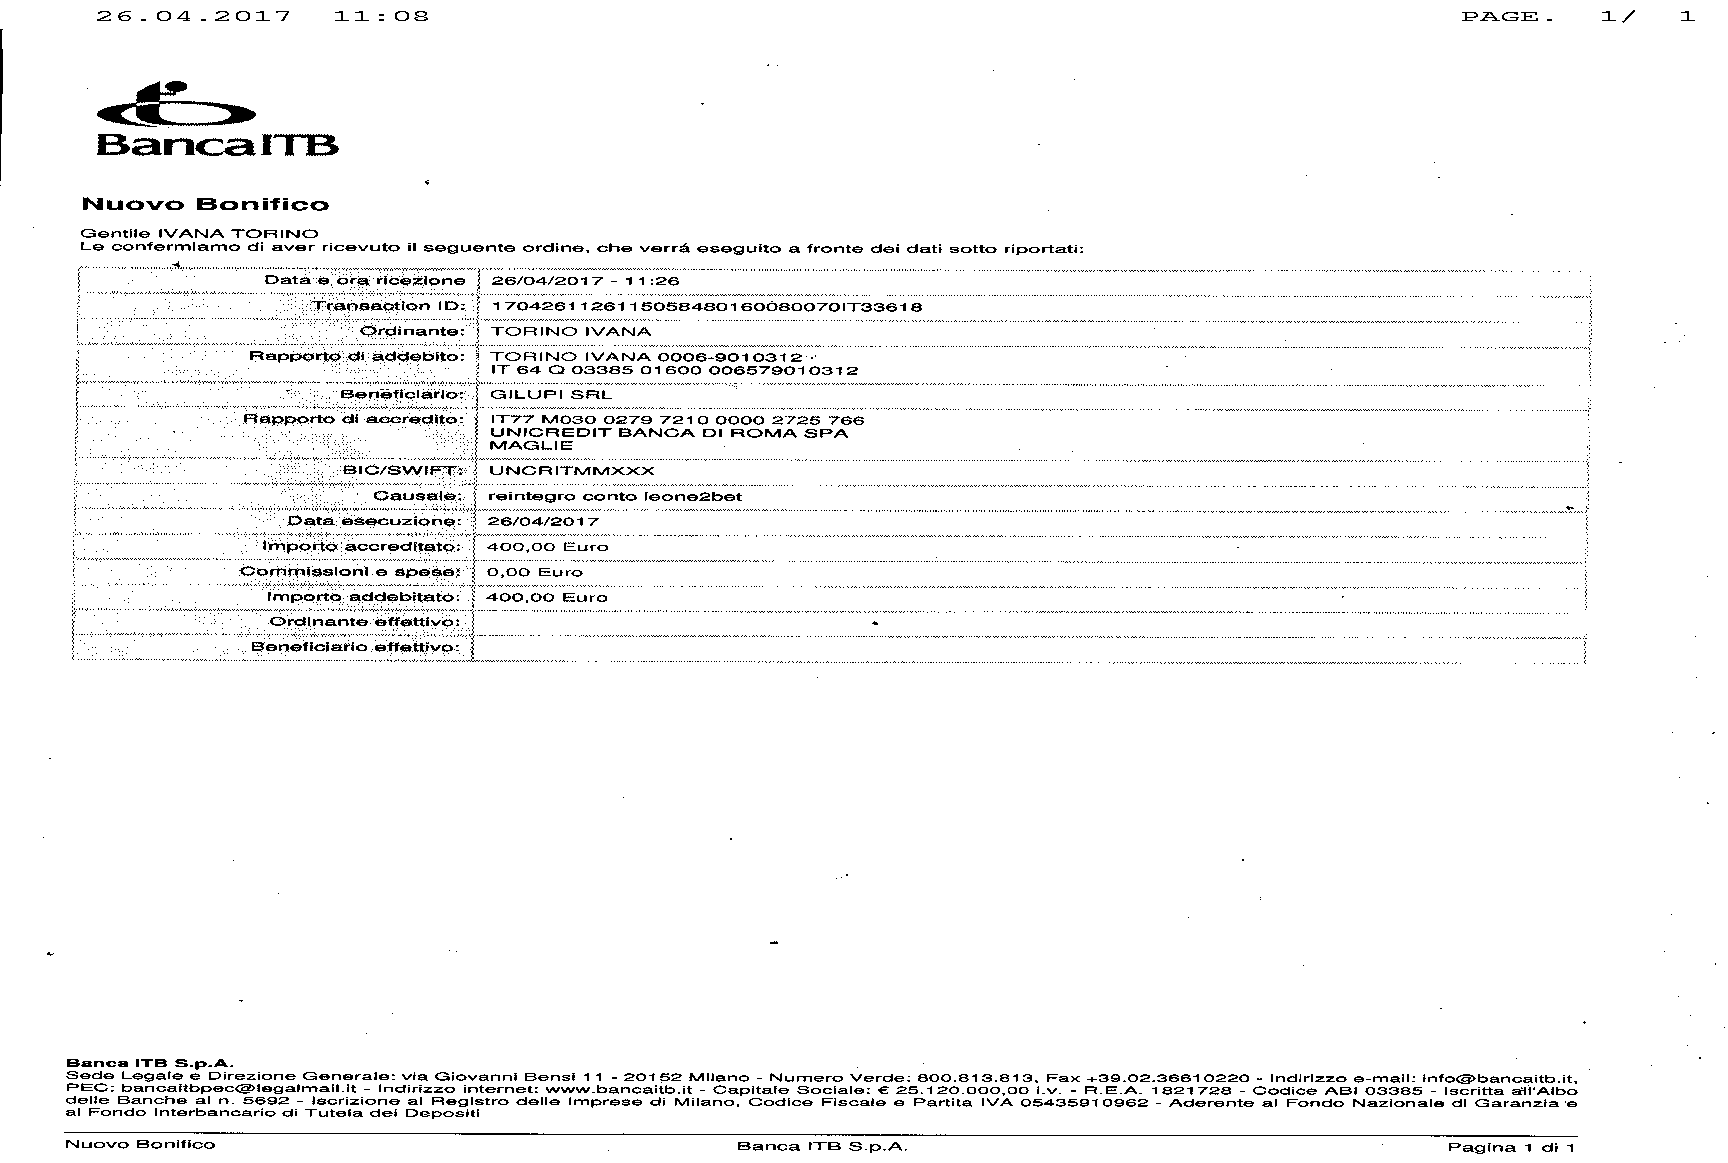 26.04.2017 11:08 PAGE. 1/ 1
BancaITB
Nuovo Bonifico
Gentile IVANA TORINO
Le confermiamo di aver ricevuto il seguente ordine, che verrá eseguito a fronte dei dati sotto riportati:
Data e ora ricezione 26/04/2017 - 11:26
Transaction ID: 1704261126115058480160080070IT33618
Ordinante: TORINO IVANA
Rapporto di addebito: TORINO IVANA 0006-9010312
IT 64 Q 03385 01600 006579010312
Beneficiario: GILUPI SRL
Rapporto di accredito: IT77 M030 0279 7210 0000 2725 766
UNICREDIT BANCA DI ROMA SPA
MAGLIE
BIC/SWIFT: UNCRITMMXXX
Causale: reintegro conto leone2bet
Data esecuzione: 26/04/2017
Importo accreditato: 400,00 Euro
Commissioni e spese: 0,00 Euro
Importo addebitato: 400,00 Euro
Ordinante effettivo:
Beneficiario effettivo:
Banca ITB S.p.A.
Sede Legale e Direzione Generale: via Giovanni Bensi 11 - 20152 Milano - Numero Verde: 800.813.813, Fax +39.02.36610220 - Indirizzo e-mail: info@bancaitb.it,
PEC: bancaitbpec@legalmail.it - Indirizzo internet: www.bancaitb.it - Capitale Sociale: € 25.120.000,00 i.v. - R.E.A. 1821728 - Codice ABI 03385 - Iscritta all'Albo
delle Banche al n. 5692 - Iscrizione al Registro delle Imprese di Milano, Codice Fiscale e Partita IVA 05435910962 - Aderente al Fondo Nazionale di Garanzia e
al Fondo Interbancario di Tutela dei Depositi
Nuovo Bonifico Banca ITB S.p.A. Pagina 1 di 1